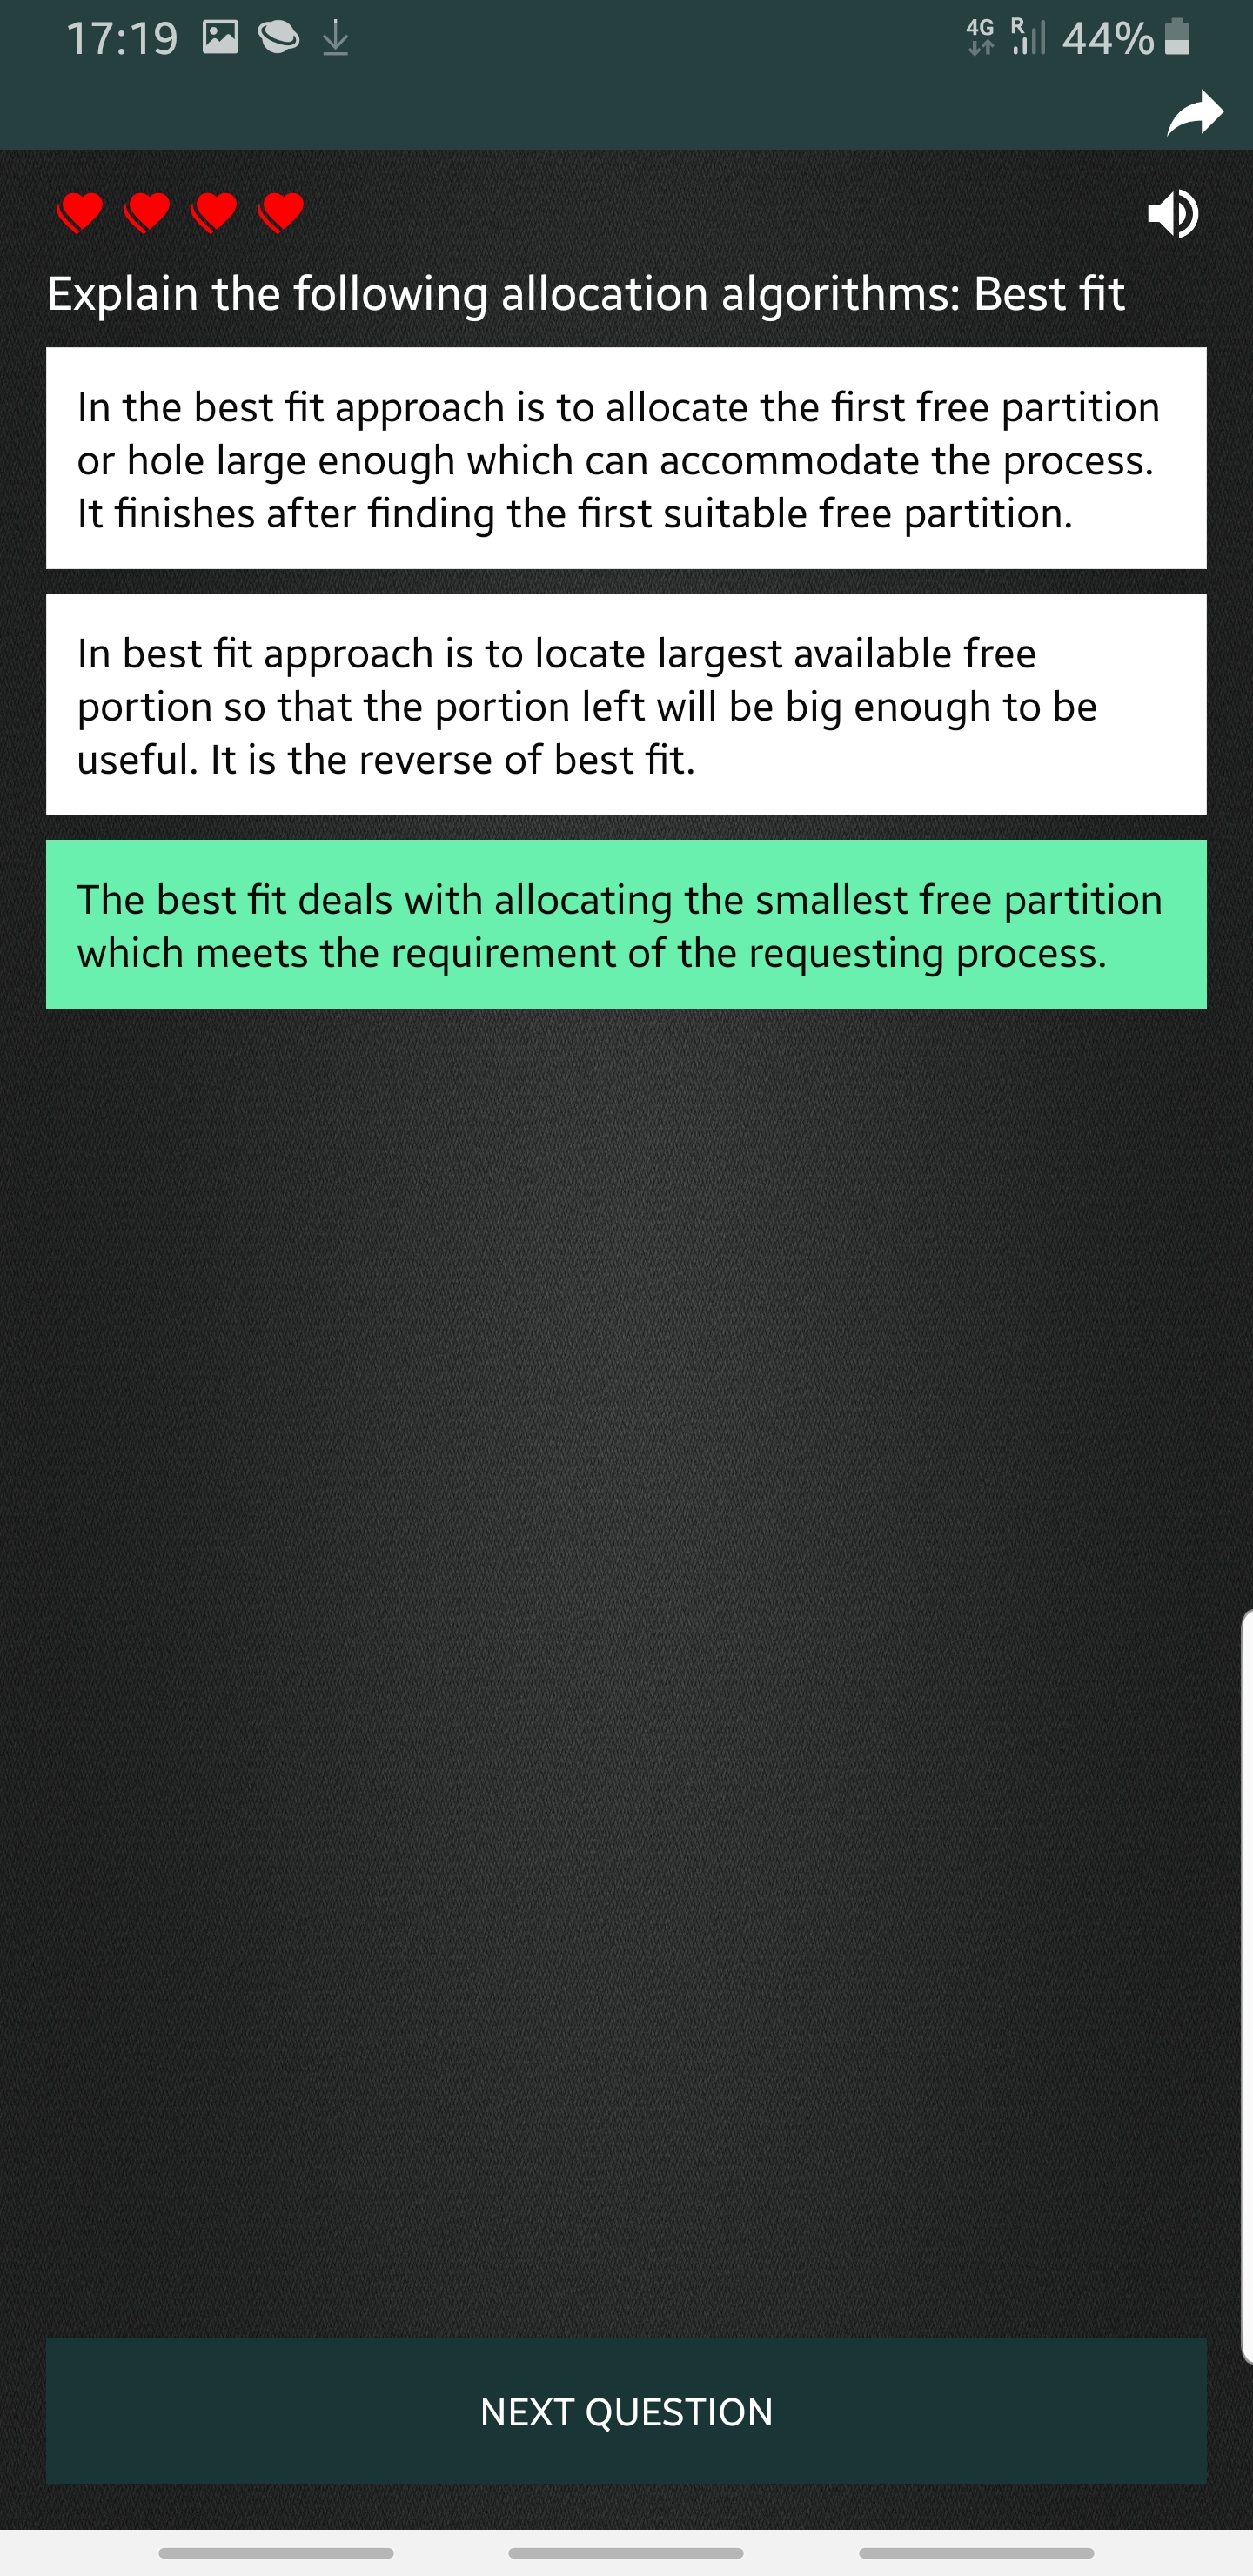 17:19
4G R 44%
Explain the following allocation algorithms: Best fit
In the best fit approach is to allocate the first free partition
or hole large enough which can accommodate the process.
It finishes after finding the first suitable free partition.
In best fit approach is to locate largest available free
portion so that the portion left will be big enough to be
useful. It is the reverse of best fit.
The best fit deals with allocating the smallest free partition
which meets the requirement of the requesting process.
NEXT QUESTION